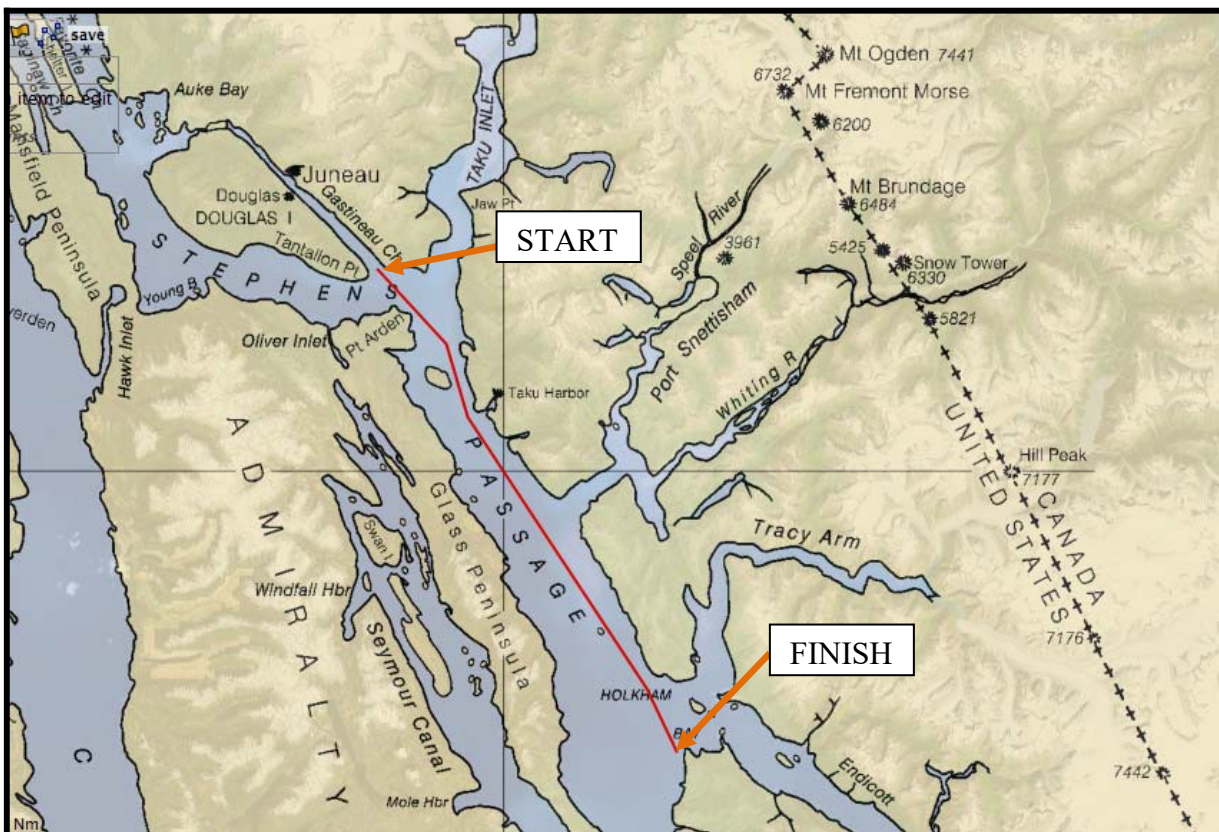 save
item to edit
Auke Bay
Mansfield Peninsula
TAKU INLET
Mt Ogden 7441
6732
Mt Fremont Morse
6200
Juneau
Douglas
DOUGLAS I
Gastineau Ch
Jaw Pt
Mt Brundage
6484
Speel River
3961
5425
Snow Tower
6330
START
Tantallon Pt
STEPHENS
Young B
5821
Hawk Inlet
Oliver Inlet
Pt Arden
Port Snettisham
Taku Harbor
Whiting R
UNITED STATES
CANADA
PASSAGE
ADMIRALTY
Hill Peak
7177
Glass Peninsula
Swan I
Tracy Arm
Windfall Hbr
Seymour Canal
7176
FINISH
HOLKHAM
Endicott
7442
C
Mole Hbr
Nm